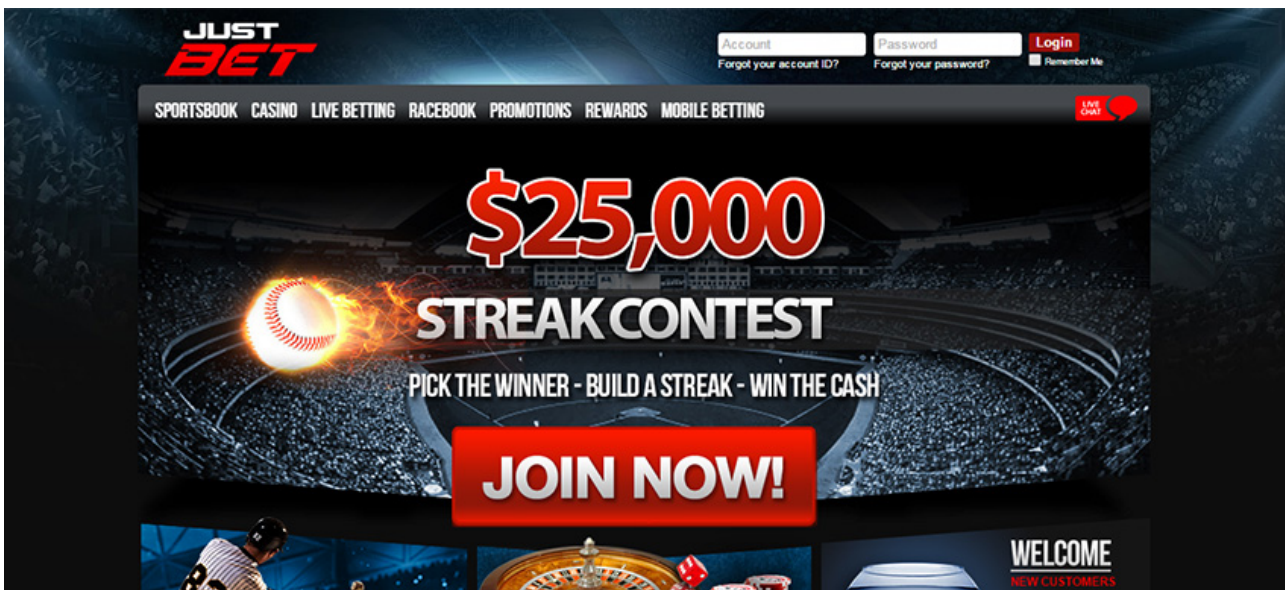 JUST
BET
Account
Password
Login
Forgot your account ID?
Forgot your password?
Remember Me
SPORTSBOOK CASINO LIVE BETTING RACEBOOK PROMOTIONS REWARDS MOBILE BETTING
LIVE
CHAT
$25,000
STREAK CONTEST
PICK THE WINNER - BUILD A STREAK - WIN THE CASH
JOIN NOW!
WELCOME
NEW CUSTOMERS